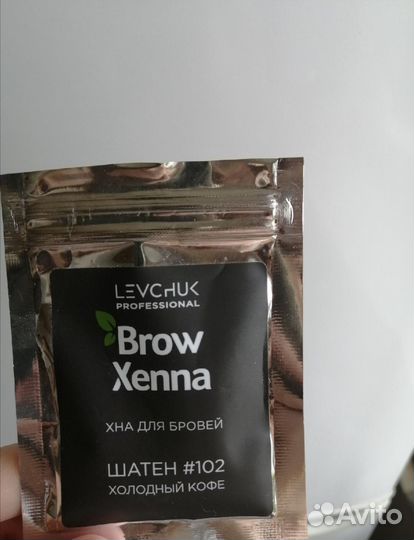 LEVCHUK
PROFESSIONAL
Brow
Xenna
ХНА ДЛЯ БРОВЕЙ
ШАТЕН #102
ХОЛОДНЫЙ КОФЕ
Avito